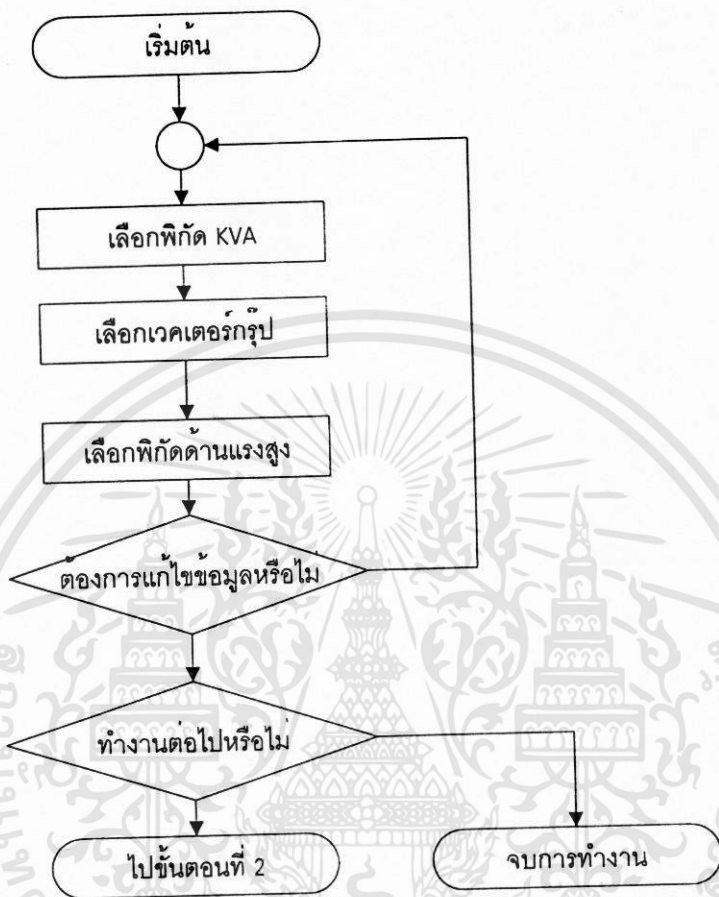 เริ่มต้น
เลือกพิกัด KVA
เลือกเวคเตอร์กรุ๊ป
เลือกพิกัดด้านแรงสูง
ต้องการแก้ไขข้อมูลหรือไม่
ทำงานต่อไปหรือไม่
ไปขั้นตอนที่ 2
จบการทำงาน